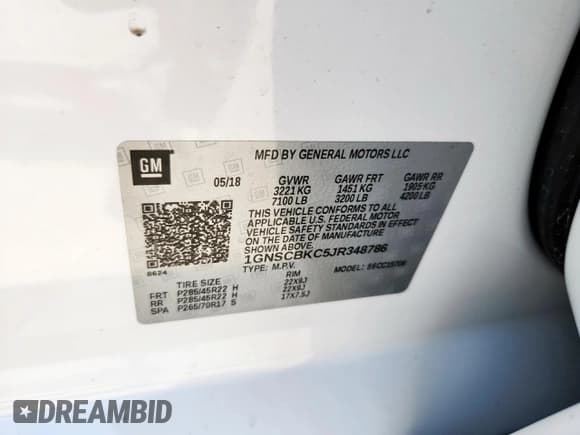 GM
MFD BY GENERAL MOTORS LLC
05/18 GVWR GAWR FRT GAWR RR
3221 KG 1451 KG 1905 KG
7100 LB 3200 LB 4200 LB
THIS VEHICLE CONFORMS TO ALL
APPLICABLE U.S. FEDERAL MOTOR
VEHICLE SAFETY STANDARDS IN EFFECT
ON THE DATE OF MANUFACTURE
SHOWN ABOVE.
1GNSCBKC5JR348786
TYPE: M.P.V. MODEL:
8624
TIRE SIZE RIM
FRT P285/45R22 H 22X9J
RR P285/45R22 H 22X9J
SPA P265/70R17 S 17X7.5J
#DREAMBID
#DREAMBID